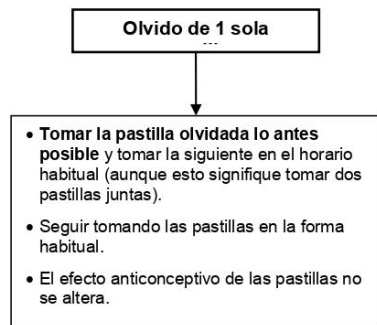 Olvido de 1 sola
...
• Tomar la pastilla olvidada lo antes
posible y tomar la siguiente en el horario
habitual (aunque esto signifique tomar dos
pastillas juntas).
• Seguir tomando las pastillas en la forma
habitual.
• El efecto anticonceptivo de las pastillas no
se altera.